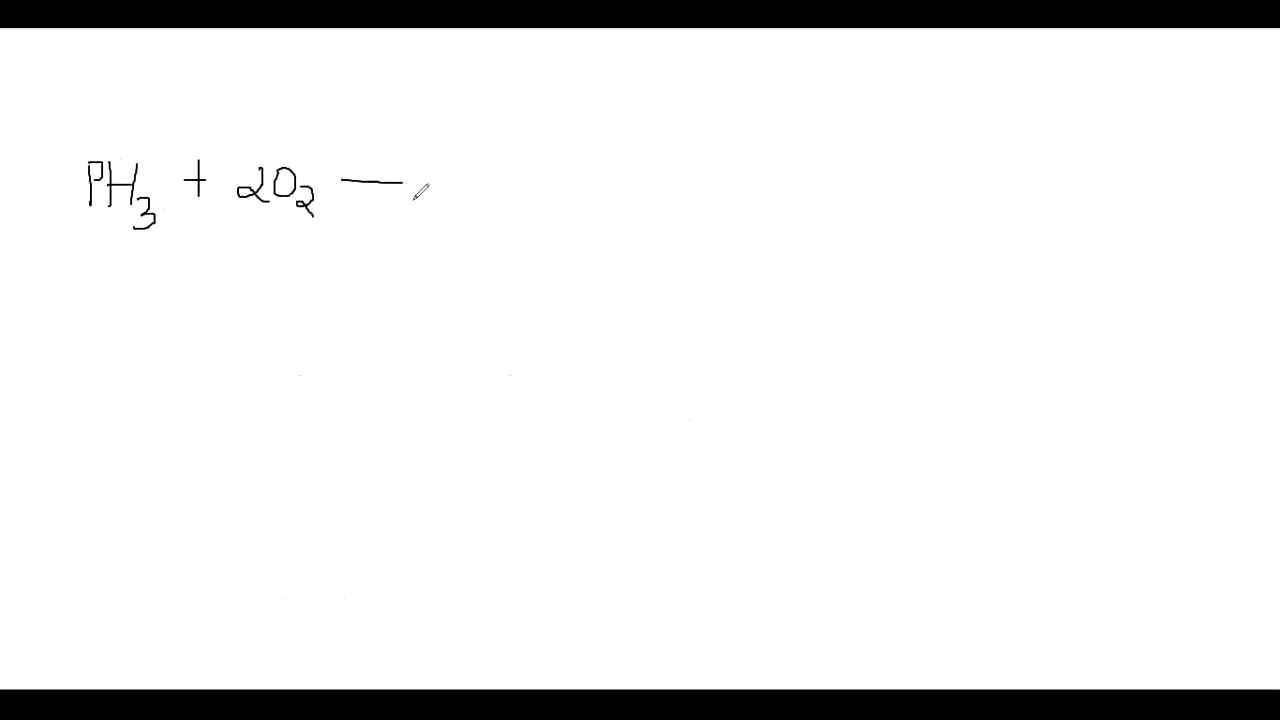 PH₃ + 2O₂ —